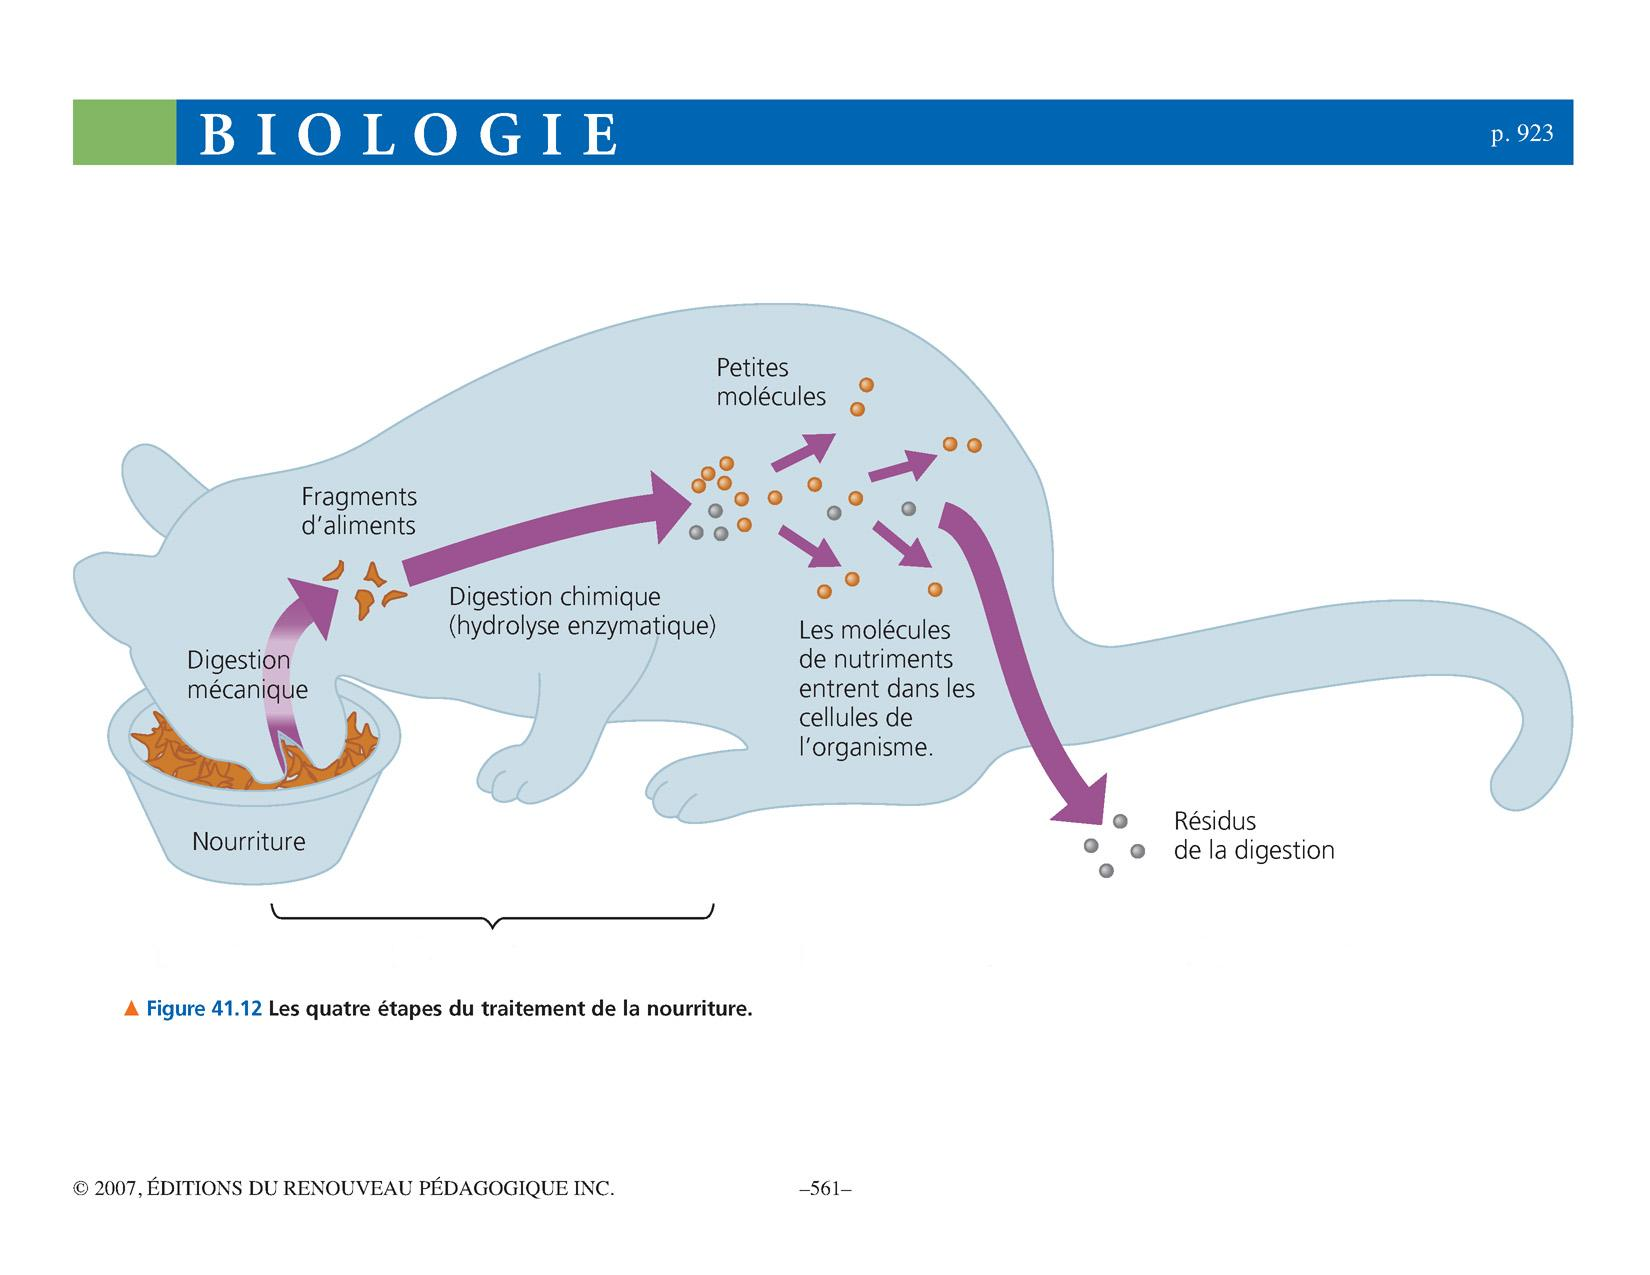 BIOLOGIE
p. 923
Petites
molécules
Fragments
d'aliments
Digestion chimique
(hydrolyse enzymatique)
Digestion
mécanique
Les molécules
de nutriments
entrent dans les
cellules de
l'organisme.
Nourriture
Résidus
de la digestion
▲ Figure 41.12 Les quatre étapes du traitement de la nourriture.
© 2007, ÉDITIONS DU RENOUVEAU PÉDAGOGIQUE INC.
–561–